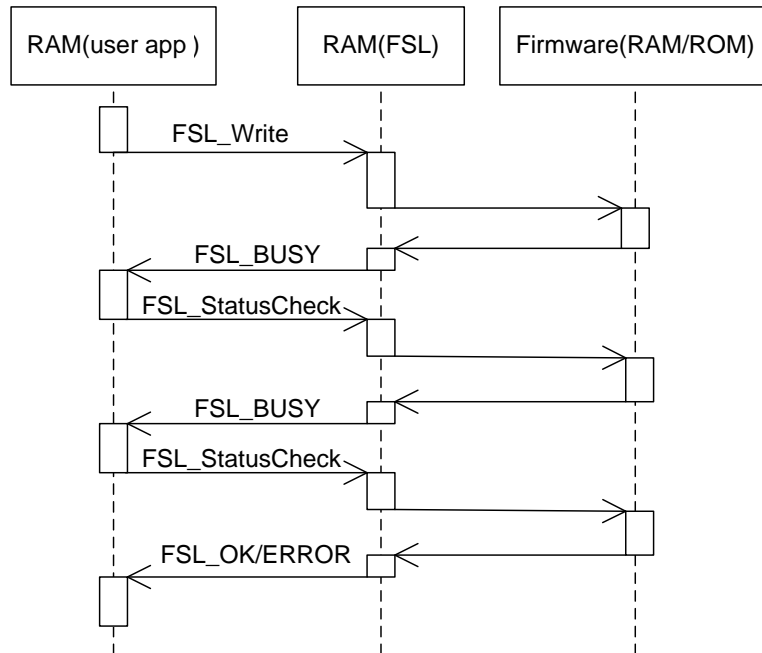 RAM(user app )
RAM(FSL)
Firmware(RAM/ROM)
FSL_Write
FSL_BUSY
FSL_StatusCheck
FSL_BUSY
FSL_StatusCheck
FSL_OK/ERROR